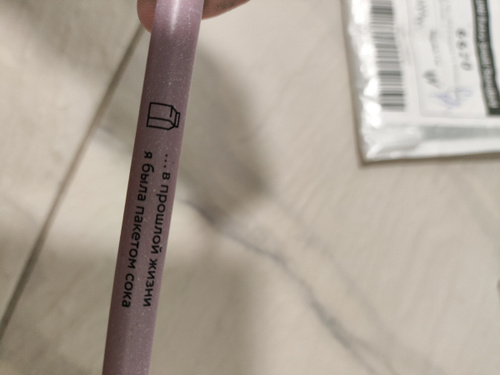 ...в прошлой жизни
я была пакетом сока